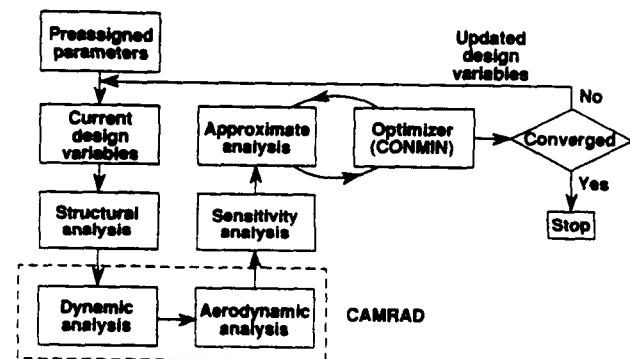 Preassigned
parameters
Updated
design
variables
No
Current
design
variables
Approximate
analysis
Optimizer
(CONMIN)
Converged
Yes
Structural
analysis
Sensitivity
analysis
Stop
Dynamic
analysis
Aerodynamic
analysis
CAMRAD